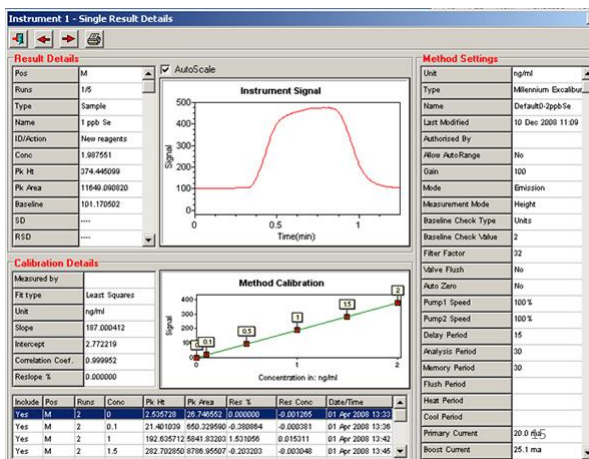 Instrument 1 - Single Result Details
Result Details
Pos M
Runs 1/5
Type Sample
Name 1 ppb Se
ID/Action New reagents
Conc 1.987551
Pk Ht 374.445099
Pk Area 11649.090820
Baseline 101.170502
SD ----
RSD ----
AutoScale
Instrument Signal
Signal
500
400
300
200
100
0
0 0.5 1
Time(min)
Calibration Details
Measured by
Fit type Least Squares
Unit ng/ml
Slope 187.000412
Intercept 2.772219
Correlation Coef. 0.999952
Reslope % 0.000000
Method Calibration
Signal
400
300
200
100
0
0.1 0.5 1 1.5 2
0 1 2
Concentration in: ng/ml
Include Pos Runs Conc Pk Ht Pk Area Res % Res Conc Date/Time
Yes M 2 0 2.535728 26.746552 0.000000 -0.001265 01 Apr 2008 13:33
Yes M 2 0.1 21.401039 650.329590 -0.380864 -0.000381 01 Apr 2008 13:36
Yes M 2 1 192.635712 5841.83203 1.531056 0.015311 01 Apr 2008 13:42
Yes M 2 1.5 282.702850 8786.95507 -0.203203 -0.003048 01 Apr 2008 13:45
Method Settings
Unit ng/ml
Type Millennium Excalibur
Name Default0-2ppbSe
Last Modified 10 Dec 2008 11:09
Authorised By
Allow AutoRange No
Gain 100
Mode Emission
Measurement Mode Height
Baseline Check Type Units
Baseline Check Value 2
Filter Factor 32
Valve Flush No
Auto Zero No
Pump1 Speed 100 %
Pump2 Speed 100 %
Delay Period 15
Analysis Period 30
Memory Period 30
Flush Period
Heat Period
Cool Period
Primary Current 20.0
15
Boost Current 25.1 ma